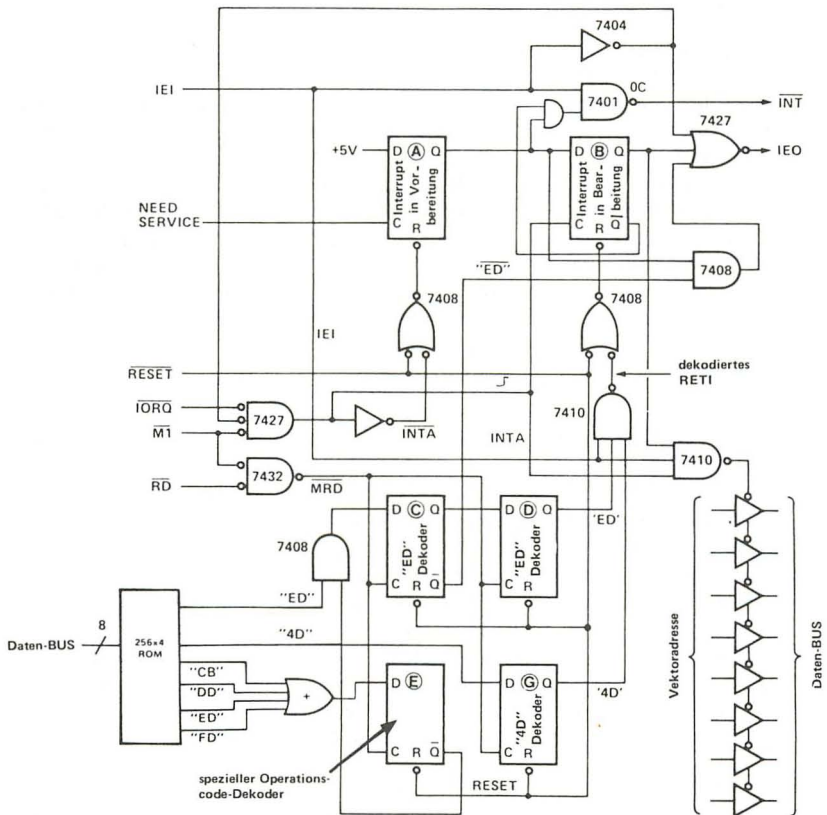 7404
IEI
OC
7401
INT
7427
IEO
+5V
D Ⓐ Q
Interrupt
in Vor-
bereitung
C
R
D Ⓑ Q
Interrupt
in Bear-
beitung
R
Q
NEED
SERVICE
"ED"
7408
7408
7408
IEI
RESET
dekodiertes
RETI
IORQ
7427
M1
INTA
INTA
7410
7410
7432
MRD
RD
D Ⓒ Q
"ED"
Dekoder
C R Q
D Ⓓ Q
"ED"
Dekoder
C R
'ED'
7408
"ED"
8
Daten-BUS
256x4
ROM
"4D"
"CB"
"DD"
"ED"
"FD"
+
D Ⓔ
C R Q
D Ⓖ Q
"4D"
Dekoder
C R
'4D'
spezieller Operations-
code-Dekoder
RESET
Vektoradresse
Daten-BUS